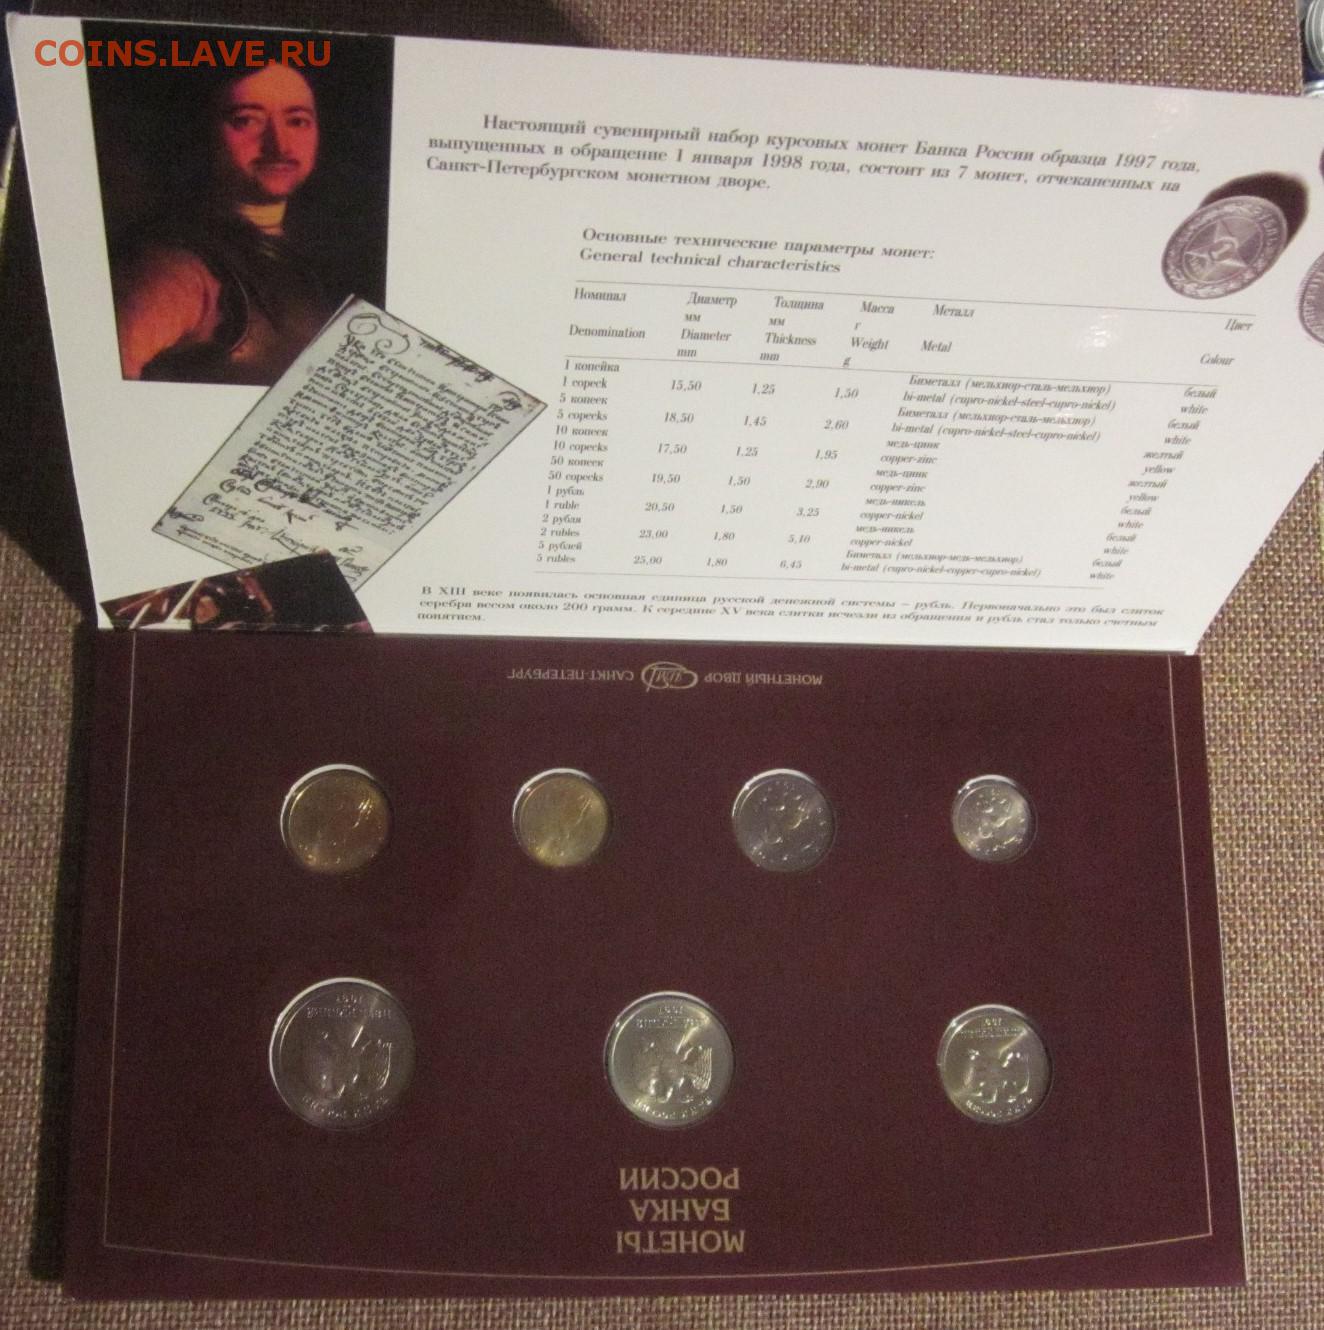 COINS.LAVE.RU
Настоящий сувенирный набор курсовых монет Банка России образца 1997 года,
выпущенных в обращение 1 января 1998 года, состоит из 7 монет, отчеканенных на
Санкт-Петербургском монетном дворе.
Основные технические параметры монет:
General technical characteristics
Номинал Диаметр Толщина Масса Металл Цвет
мм мм г
Denomination Diameter Thickness Weight Metal Colour
mm mm g
1 копейка Биметалл (мельхиор-сталь-мельхиор) белый
1 copeck 15,50 1,25 1,50 bi-metal (cupro-nickel-steel-cupro-nickel) white
5 копеек Биметалл (мельхиор-сталь-мельхиор) белый
5 copecks 18,50 1,45 2,60 bi-metal (cupro-nickel-steel-cupro-nickel) white
10 копеек медь-цинк желтый
10 copecks 17,50 1,25 1,95 copper-zinc yellow
50 копеек медь-цинк желтый
50 copecks 19,50 1,50 2,90 copper-zinc yellow
1 рубль медь-никель белый
1 ruble 20,50 1,50 3,25 copper-nickel white
2 рубля медь-никель белый
2 rubles 23,00 1,80 5,10 copper-nickel white
5 рублей Биметалл (мельхиор-медь-мельхиор) белый
5 rubles 25,00 1,80 6,45 bi-metal (cupro-nickel-copper-cupro-nickel) white
В XIII веке появилась основная единица русской денежной системы – рубль. Первоначально это был слиток
серебра весом около 200 грамм. К середине XV века слитки исчезли из обращения и рубль стал только счетным
понятием.
МОНЕТНЫЙ ДВОР САНКТ-ПЕТЕРБУРГ
МОНЕТЫ
БАНКА
РОССИИ